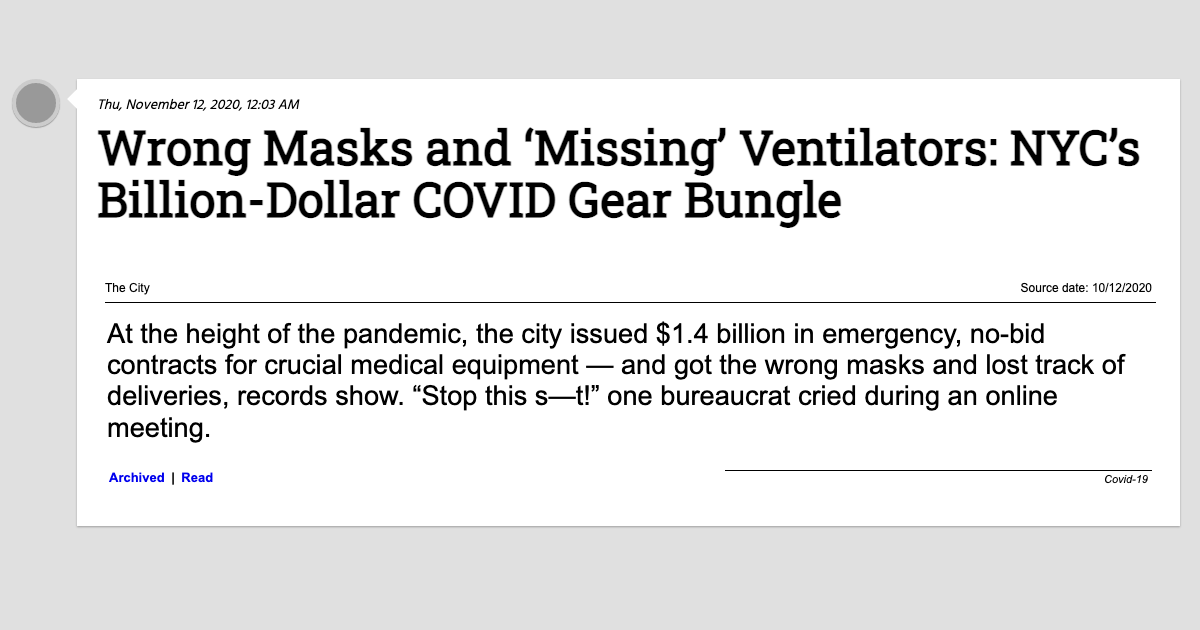 Thu, November 12, 2020, 12:03 AM
Wrong Masks and ‘Missing’ Ventilators: NYC’s
Billion-Dollar COVID Gear Bungle
The City
Source date: 10/12/2020
At the height of the pandemic, the city issued $1.4 billion in emergency, no-bid
contracts for crucial medical equipment — and got the wrong masks and lost track of
deliveries, records show. “Stop this s—t!” one bureaucrat cried during an online
meeting.
Archived | Read
Covid-19